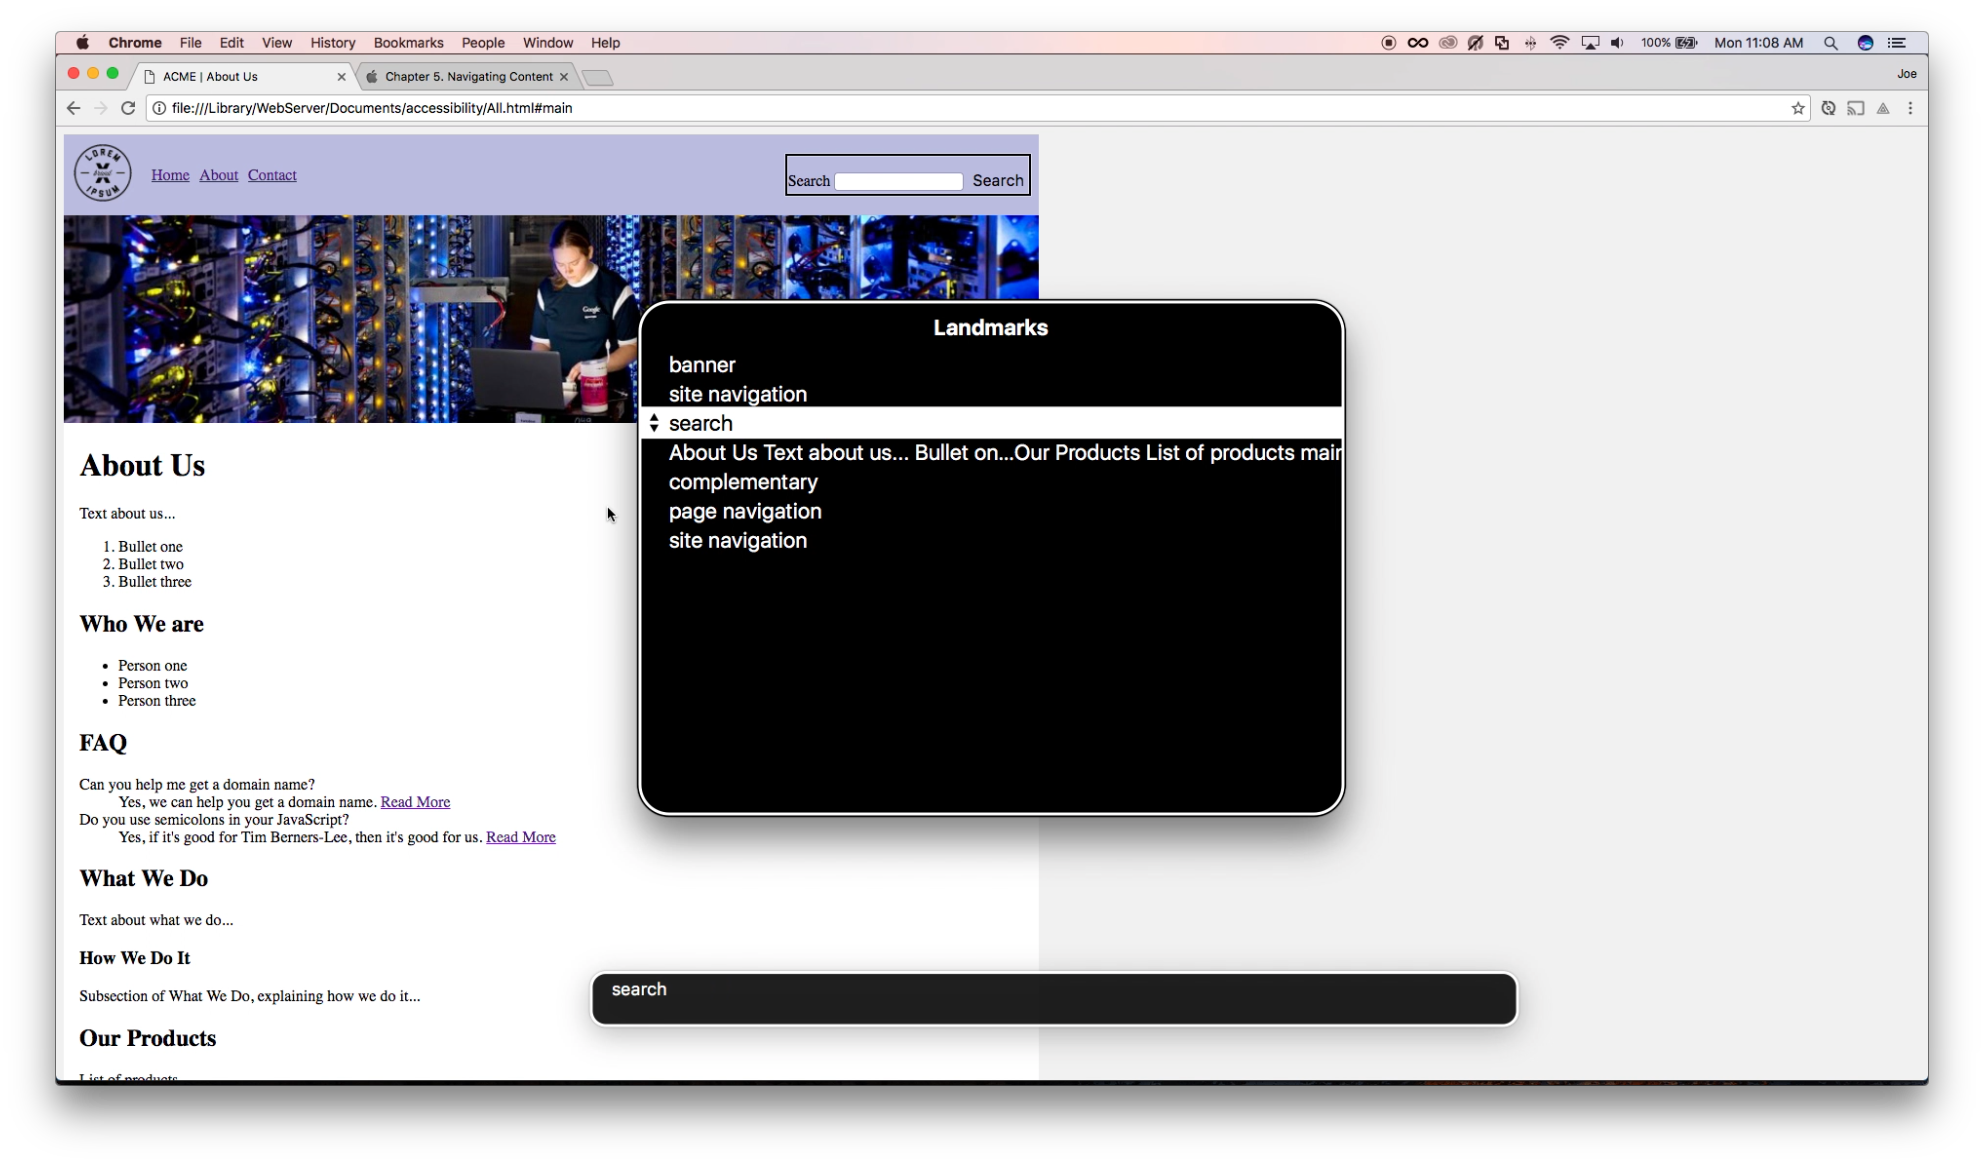 Chrome File Edit View History Bookmarks People Window Help 100% Mon 11:08 AM
ACME | About Us Chapter 5. Navigating Content Joe
file:///Library/WebServer/Documents/accessibility/All.html#main
LOREM
IPSUM
Home About Contact
Search Search
Google
Landmarks
banner
site navigation
search
About Us Text about us... Bullet on...Our Products List of products main
complementary
page navigation
site navigation
About Us
Text about us...
1. Bullet one
2. Bullet two
3. Bullet three
Who We are
• Person one
• Person two
• Person three
FAQ
Can you help me get a domain name?
Yes, we can help you get a domain name. Read More
Do you use semicolons in your JavaScript?
Yes, if it's good for Tim Berners-Lee, then it's good for us. Read More
What We Do
Text about what we do...
How We Do It
Subsection of What We Do, explaining how we do it...
search
Our Products
List of products